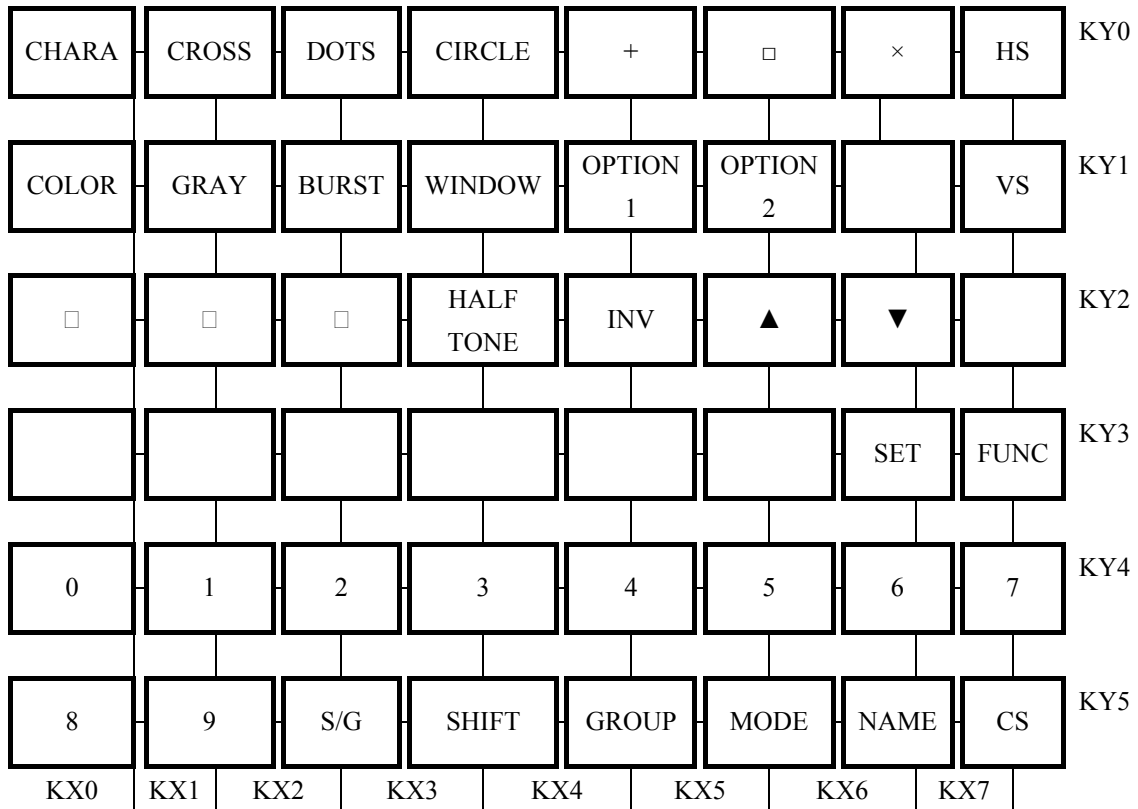 CHARA CROSS DOTS CIRCLE + □ × HS KY0
COLOR GRAY BURST WINDOW OPTION 1 OPTION 2 VS KY1
□ □ □ HALF TONE INV ▲ ▼ KY2
SET FUNC KY3
0 1 2 3 4 5 6 7 KY4
8 9 S/G SHIFT GROUP MODE NAME CS KY5
KX0 KX1 KX2 KX3 KX4 KX5 KX6 KX7